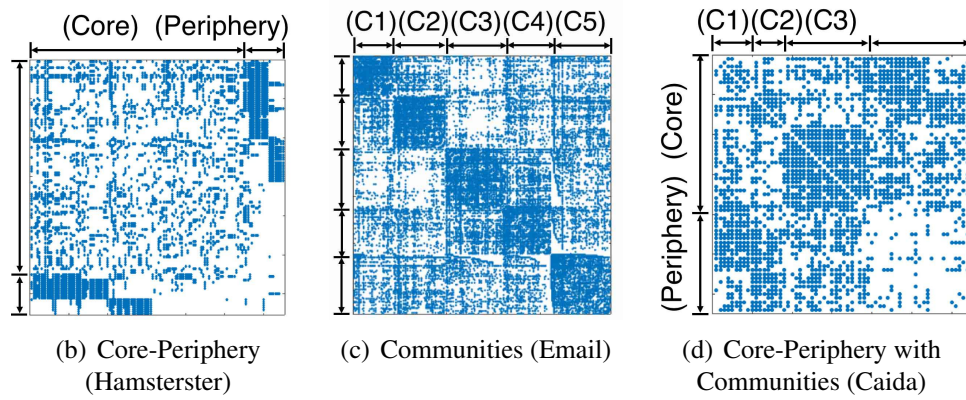 (Core) (Periphery)
(C1)(C2)(C3)(C4)(C5)
(C1)(C2)(C3)
(Periphery) (Core)
(b) Core-Periphery
(Hamsterster)
(c) Communities (Email)
(d) Core-Periphery with
Communities (Caida)